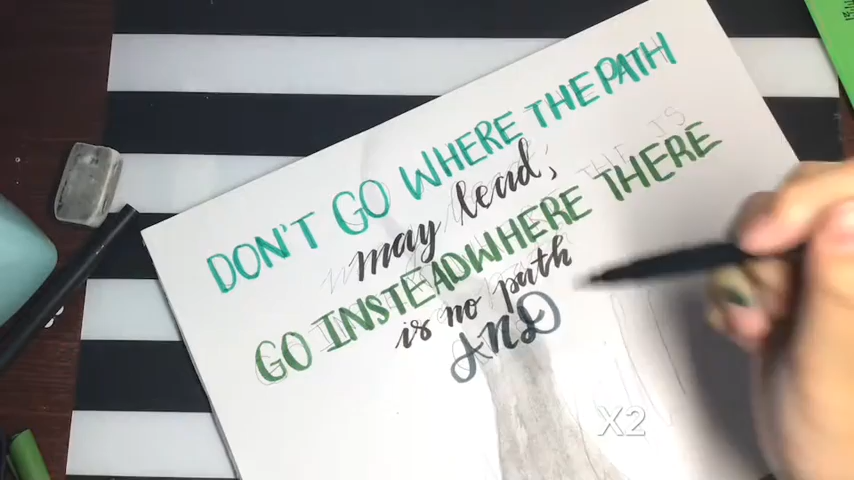 DON'T GO WHERE THE PATH
may lead,
GO INSTEAD WHERE THERE
is no path
AND
X2